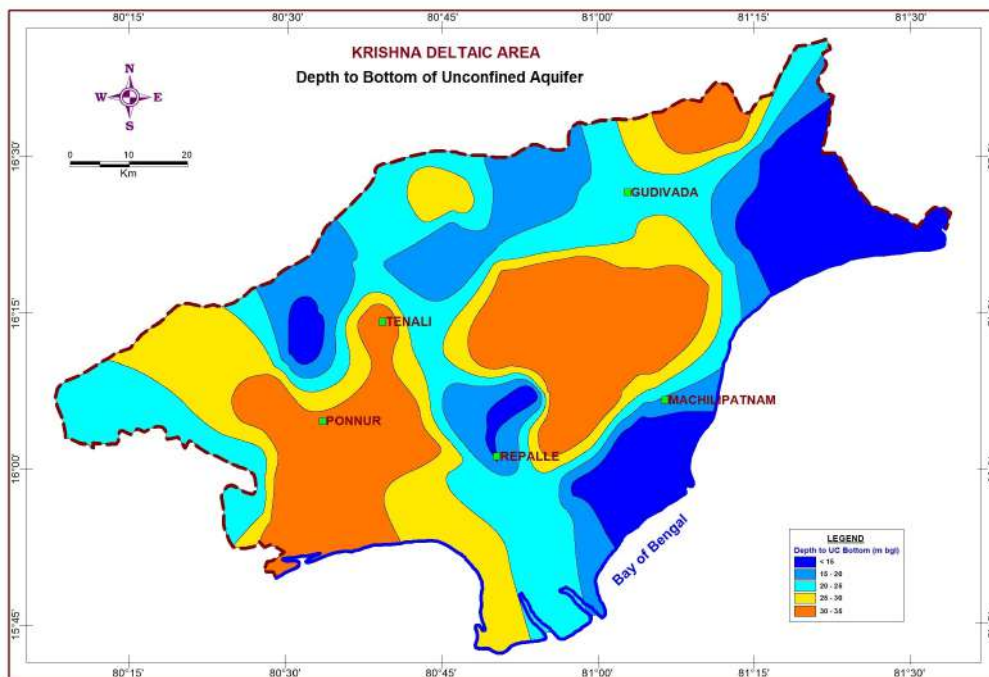 80°15'
80°30'
80°45'
81°00'
81°15'
81°30'
KRISHNA DELTAIC AREA
Depth to Bottom of Unconfined Aquifer
N
W E
S
0 10 20
Km
16°30'
GUDIVADA
16°15'
TENALI
MACHILIPATNAM
PONNUR
REPALLE
16°00'
Bay of Bengal
LEGEND
Depth to UC Bottom (m bgl)
< 15
15 - 20
20 - 25
25 - 30
30 - 35
15°45'
80°15'
80°30'
80°45'
81°00'
81°15'
81°30'